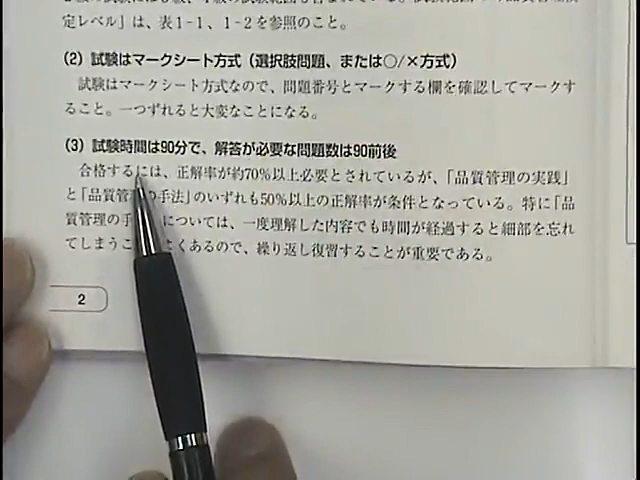 定レベル」は、表1-1、1-2を参照のこと。
(2) 試験はマークシート方式（選択肢問題、または○/×方式）
試験はマークシート方式なので、問題番号とマークする欄を確認してマークす
ること。一つずれると大変なことになる。
(3) 試験時間は90分で、解答が必要な問題数は90前後
合格するには、正解率が約70%以上必要とされているが、「品質管理の実践」
と「品質管理の手法」のいずれも50%以上の正解率が条件となっている。特に「品
質管理の手 については、一度理解した内容でも時間が経過すると細部を忘れ
てしまうこ よくあるので、繰り返し復習することが重要である。
2